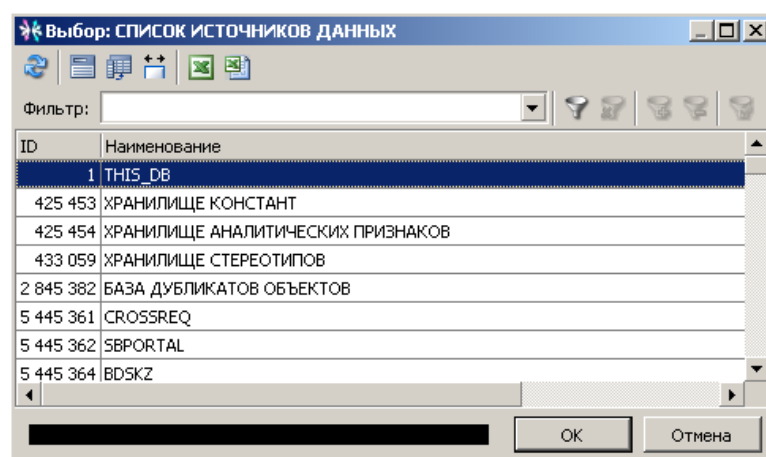 Выбор: СПИСОК ИСТОЧНИКОВ ДАННЫХ
Фильтр:
ID Наименование
1 THIS_DB
425 453 ХРАНИЛИЩЕ КОНСТАНТ
425 454 ХРАНИЛИЩЕ АНАЛИТИЧЕСКИХ ПРИЗНАКОВ
433 059 ХРАНИЛИЩЕ СТЕРЕОТИПОВ
2 845 382 БАЗА ДУБЛИКАТОВ ОБЪЕКТОВ
5 445 361 CROSSREQ
5 445 362 SBPORTAL
5 445 364 BDSKZ
ОК Отмена